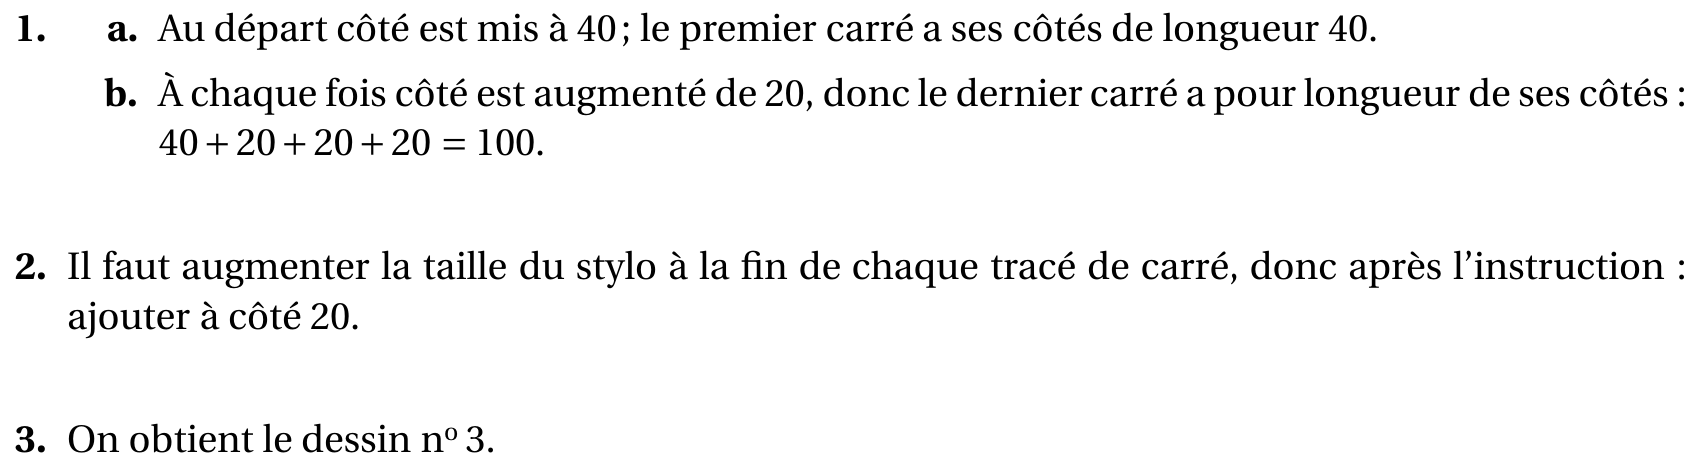 1. a. Au départ côté est mis à 40 ; le premier carré a ses côtés de longueur 40.
b. À chaque fois côté est augmenté de 20, donc le dernier carré a pour longueur de ses côtés :
40 + 20 + 20 + 20 = 100.
2. Il faut augmenter la taille du stylo à la fin de chaque tracé de carré, donc après l’instruction :
ajouter à côté 20.
3. On obtient le dessin nº 3.